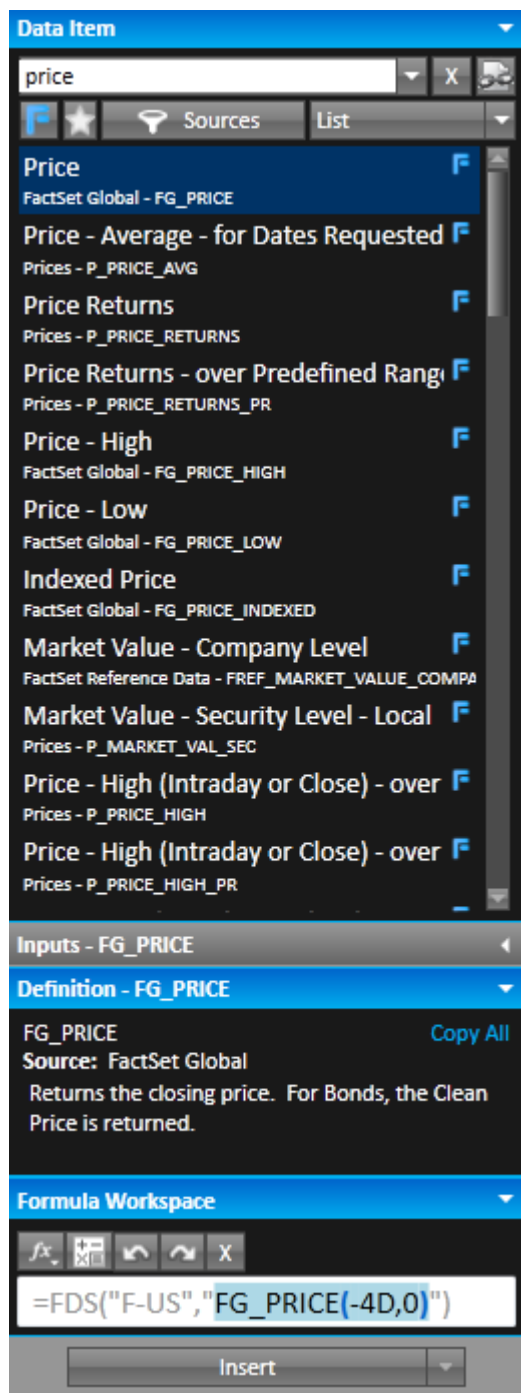 Data Item
price
X
Sources
List
Price
FactSet Global - FG_PRICE
Price - Average - for Dates Requested
Prices - P_PRICE_AVG
Price Returns
Prices - P_PRICE_RETURNS
Price Returns - over Predefined Rang
Prices - P_PRICE_RETURNS_PR
Price - High
FactSet Global - FG_PRICE_HIGH
Price - Low
FactSet Global - FG_PRICE_LOW
Indexed Price
FactSet Global - FG_PRICE_INDEXED
Market Value - Company Level
FactSet Reference Data - FREF_MARKET_VALUE_COMPA
Market Value - Security Level - Local
Prices - P_MARKET_VAL_SEC
Price - High (Intraday or Close) - over
Prices - P_PRICE_HIGH
Price - High (Intraday or Close) - over
Prices - P_PRICE_HIGH_PR
Inputs - FG_PRICE
Definition - FG_PRICE
FG_PRICE Copy All
Source: FactSet Global
Returns the closing price. For Bonds, the Clean
Price is returned.
Formula Workspace
fx X
=FDS("F-US","FG_PRICE(-4D,0)")
Insert